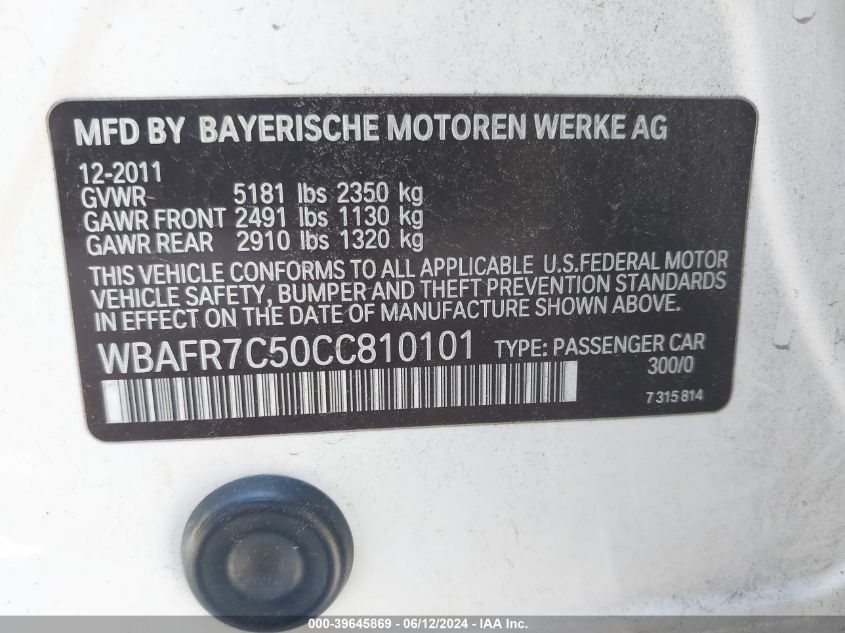 MFD BY BAYERISCHE MOTOREN WERKE AG
12-2011
GVWR 5181 lbs 2350 kg
GAWR FRONT 2491 lbs 1130 kg
GAWR REAR 2910 lbs 1320 kg
THIS VEHICLE CONFORMS TO ALL APPLICABLE U.S.FEDERAL MOTOR
VEHICLE SAFETY, BUMPER AND THEFT PREVENTION STANDARDS
IN EFFECT ON THE DATE OF MANUFACTURE SHOWN ABOVE.
WBAFR7C50CC810101 TYPE: PASSENGER CAR
300/0
7 315 814
000-39645869 | 06/12/2024 - IAA Inc.